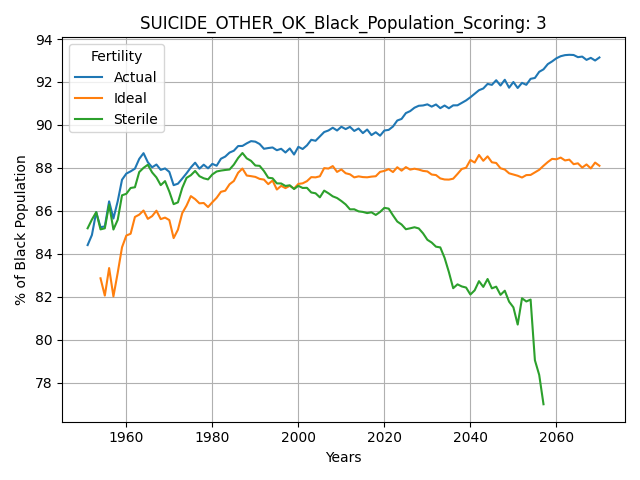 SUICIDE_OTHER_OK_Black_Population_Scoring: 3
Fertility
Actual
Ideal
Sterile
% of Black Population
94
92
90
88
86
84
82
80
78
1960
1980
2000
2020
2040
2060
Years